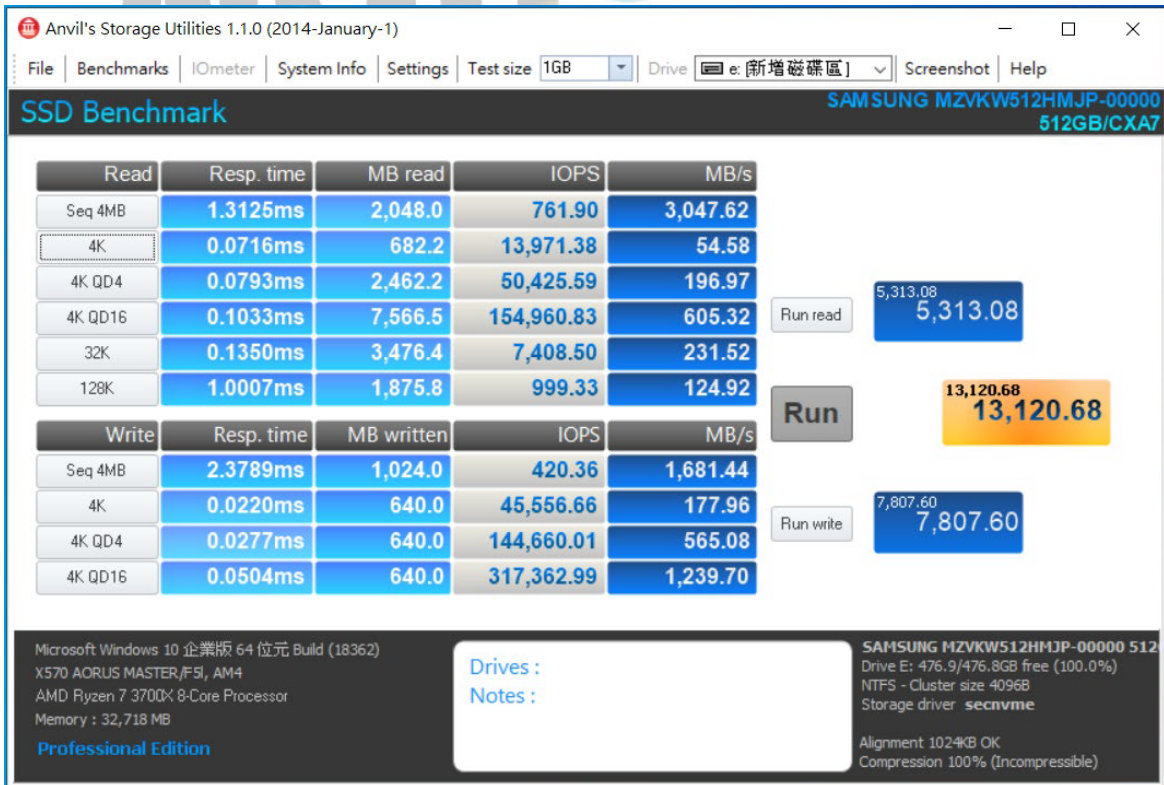 Anvil's Storage Utilities 1.1.0 (2014-January-1)
File Benchmarks IOmeter System Info Settings Test size 1GB Drive e: [新增磁碟區] Screenshot Help
SSD Benchmark
SAMSUNG MZVKW512HMJP-00000
512GB/CXA7
Read Resp. time MB read IOPS MB/s
Seq 4MB 1.3125ms 2,048.0 761.90 3,047.62
4K 0.0716ms 682.2 13,971.38 54.58
4K QD4 0.0793ms 2,462.2 50,425.59 196.97
4K QD16 0.1033ms 7,566.5 154,960.83 605.32
32K 0.1350ms 3,476.4 7,408.50 231.52
128K 1.0007ms 1,875.8 999.33 124.92
Run read
5,313.08
5,313.08
Run
13,120.68
13,120.68
Write Resp. time MB written IOPS MB/s
Seq 4MB 2.3789ms 1,024.0 420.36 1,681.44
4K 0.0220ms 640.0 45,556.66 177.96
4K QD4 0.0277ms 640.0 144,660.01 565.08
4K QD16 0.0504ms 640.0 317,362.99 1,239.70
Run write
7,807.60
7,807.60
Microsoft Windows 10 企業版 64 位元 Build (18362)
X570 AORUS MASTER/F5l, AM4
AMD Ryzen 7 3700X 8-Core Processor
Memory : 32,718 MB
Professional Edition
Drives :
Notes :
SAMSUNG MZVKW512HMJP-00000 512
Drive E: 476.9/476.8GB free (100.0%)
NTFS - Cluster size 4096B
Storage driver secnvme
Alignment 1024KB OK
Compression 100% (Incompressible)